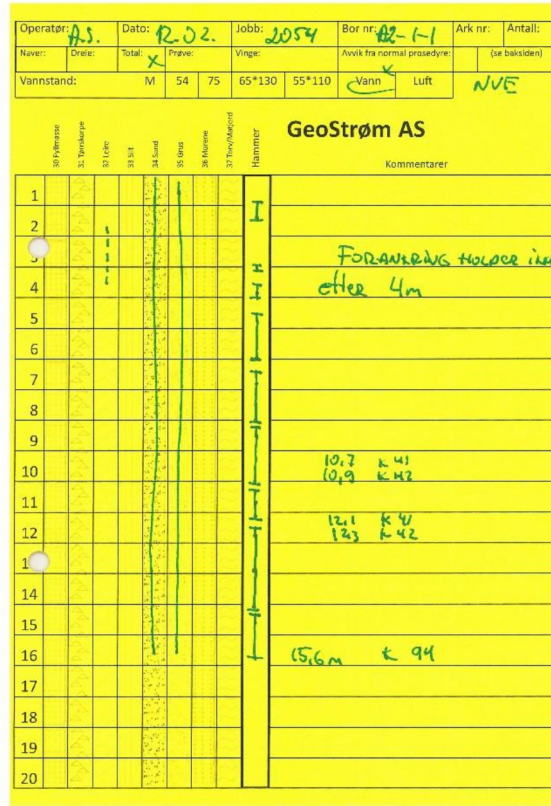 Operatør: A.S. Dato: 12.02. Jobb: 2054 Bor nr: A2-1-1 Ark nr: Antall:
Naver: Dreie: Total: X Prøve: Vinge: Avvik fra normal prosedyre: (se baksiden)
Vannstand: M 54 75 65*130 55*110 Vann Luft NVE
30 Fyllmasse
31 Tørrskorpe
32 Leire
33 Silt
34 Sand
35 Grus
36 Morene
37 Torv/Matjord
Hammer
GeoStrøm AS
Kommentarer
1
2
FORANKRING HOLDER
4 etter 4m
5
6
7
8
9
10 10,7 K 41
10,9 K 42
11
12 12,1 K 41
12,3 K 42
1
14
15
16 15,6 m K 94
17
18
19
20